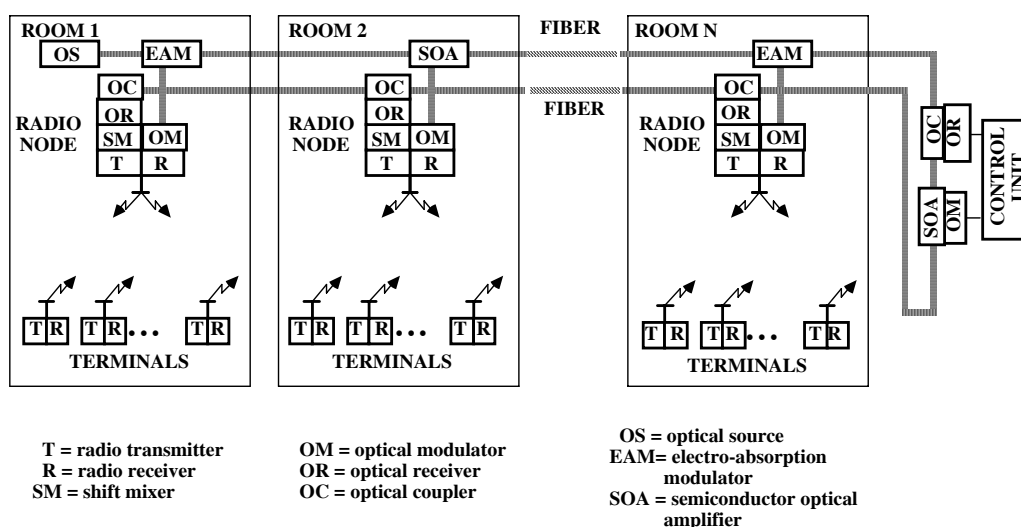 ROOM 1
ROOM 2
FIBER
ROOM N
OS
EAM
SOA
EAM
OC
OC
FIBER
OC
OR
OR
OR
RADIO NODE
SM
OM
RADIO NODE
SM
OM
RADIO NODE
SM
OM
T
R
T
R
T
R
OC
OR
SOA
OM
CONTROL UNIT
T R
T R ...
T R
T R
T R ...
T R
T R
T R ...
T R
TERMINALS
TERMINALS
TERMINALS
T = radio transmitter
R = radio receiver
SM = shift mixer
OM = optical modulator
OR = optical receiver
OC = optical coupler
OS = optical source
EAM= electro-absorption
modulator
SOA = semiconductor optical
amplifier